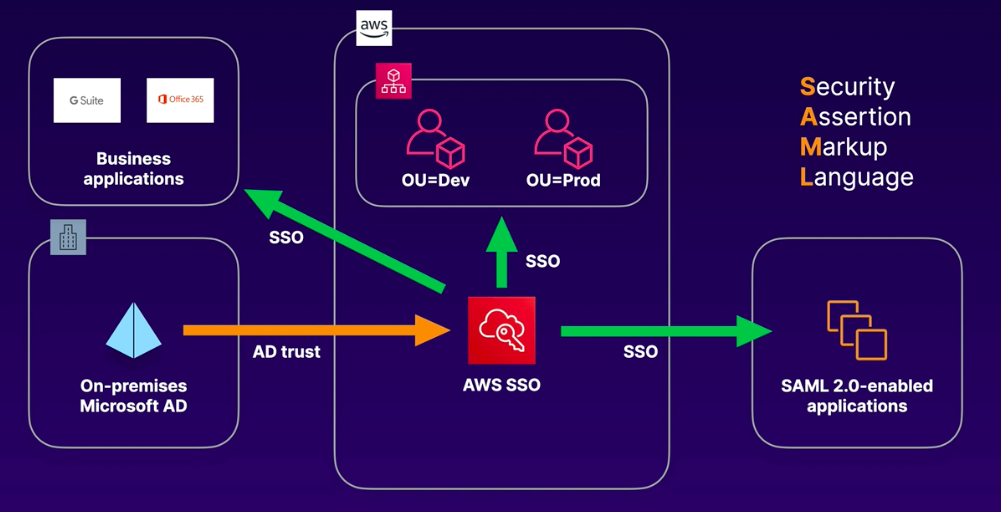 aws
G Suite
Office 365
Business
applications
OU=Dev
OU=Prod
Security
Assertion
Markup
Language
SSO
SSO
AD trust
SSO
On-premises
Microsoft AD
AWS SSO
SAML 2.0-enabled
applications